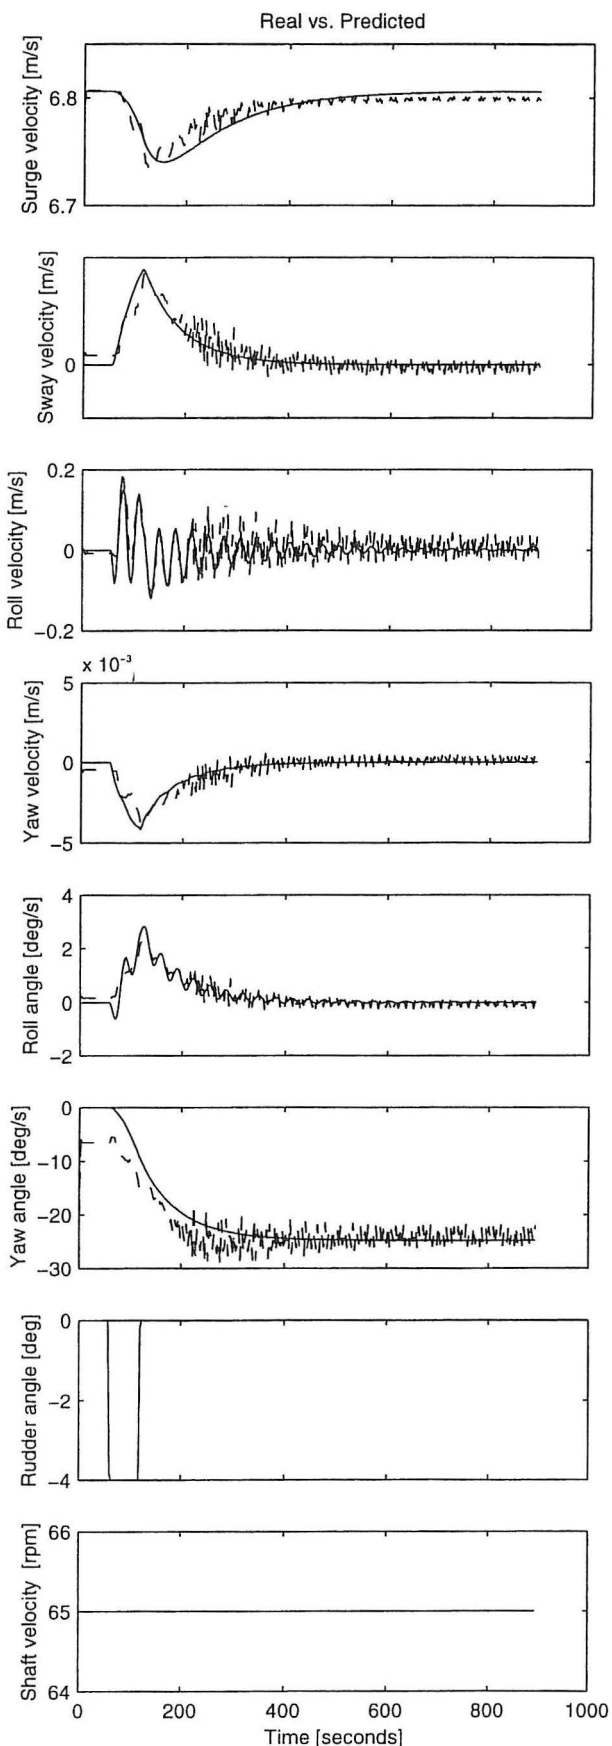 Real vs. Predicted
Surge velocity [m/s]
6.8
6.7
Sway velocity [m/s]
0
Roll velocity [m/s]
0.2
0
−0.2
x 10⁻³
Yaw velocity [m/s]
5
0
−5
Roll angle [deg/s]
4
2
0
−2
Yaw angle [deg/s]
0
−10
−20
−30
Rudder angle [deg]
0
−2
−4
Shaft velocity [rpm]
66
65
64
0 200 400 600 800 1000
Time [seconds]